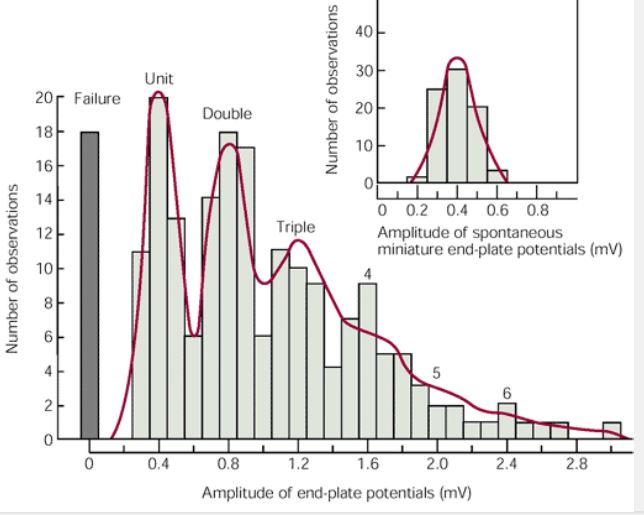 Number of observations
20
18
16
14
12
10
8
6
4
2
0
Failure
Unit
Double
Triple
4
5
6
0 0.4 0.8 1.2 1.6 2.0 2.4 2.8
Amplitude of end-plate potentials (mV)
Number of observations
40
30
20
10
0
0 0.2 0.4 0.6 0.8
Amplitude of spontaneous
miniature end-plate potentials (mV)